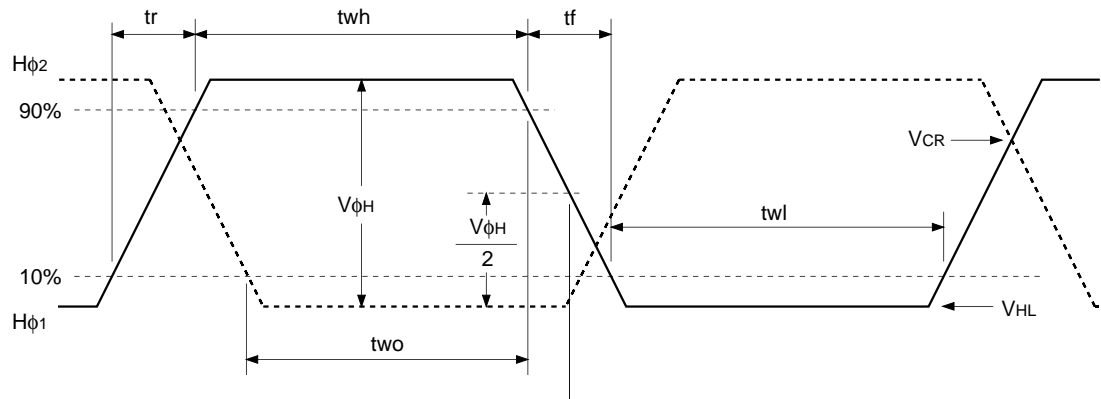 tr
twh
tf
Hϕ2
90%
VCR
VϕH
VϕH
2
twl
10%
Hϕ1
VHL
two